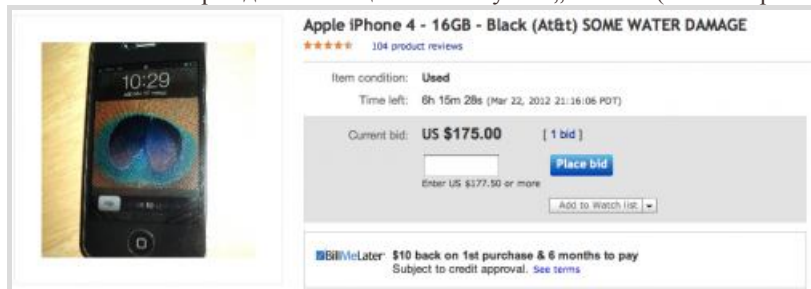 Apple iPhone 4 - 16GB - Black (At&t) SOME WATER DAMAGE
104 product reviews
Item condition: Used
Time left: 6h 15m 28s (Mar 22, 2012 21:16:06 PDT)
Current bid: US $175.00 [ 1 bid ]
Place bid
Enter US $177.50 or more
Add to Watch list
BillMeLater $10 back on 1st purchase & 6 months to pay
Subject to credit approval. See terms
10:29